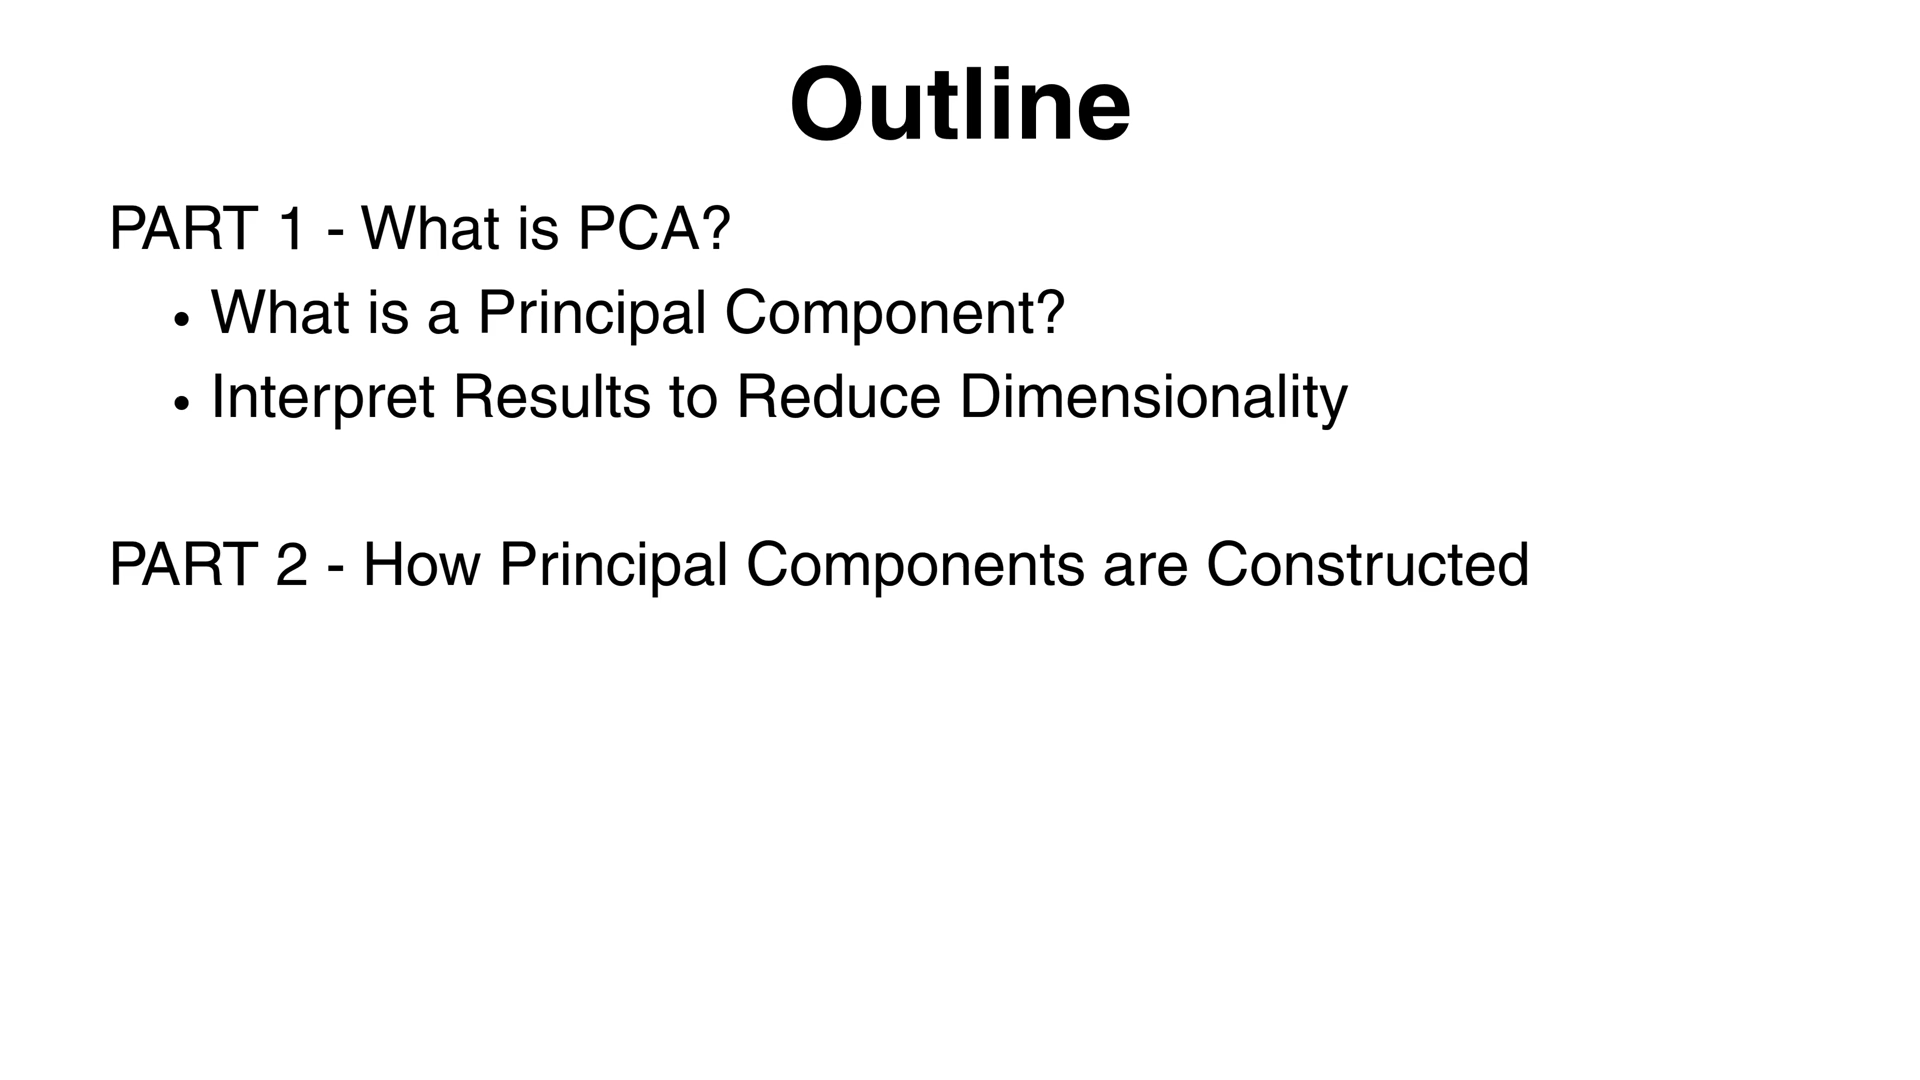 Outline
PART 1 - What is PCA?
• What is a Principal Component?
• Interpret Results to Reduce Dimensionality
PART 2 - How Principal Components are Constructed